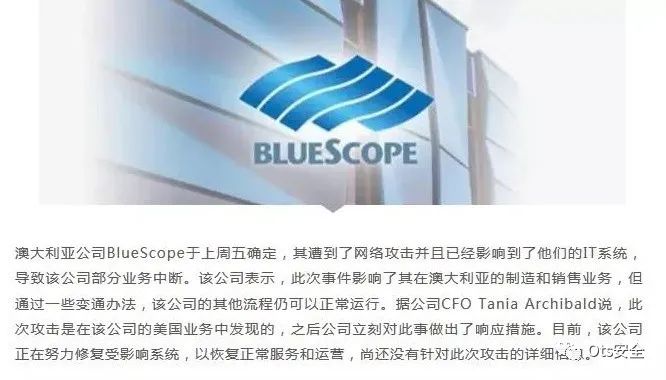 BLUESCOPE
澳大利亚公司BlueScope于上周五确定，其遭到了网络攻击并且已经影响到了他们的IT系统，
导致该公司部分业务中断。该公司表示，此次事件影响了其在澳大利亚的制造和销售业务，但
通过一些变通办法，该公司的其他流程仍可以正常运行。据公司CFO Tania Archibald说，此
次攻击是在该公司的美国业务中发现的，之后公司立刻对此事做出了响应措施。目前，该公司
正在努力修复受影响系统，以恢复正常服务和运营，尚还没有针对此次攻击的详细信息。
Ots安全